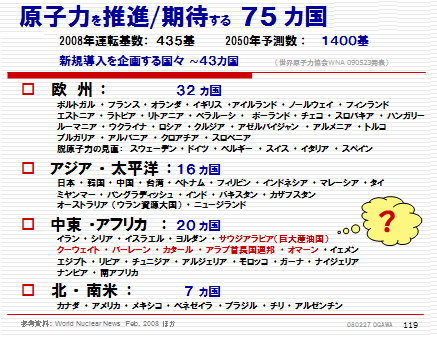 原子力を推進/期待する 75カ国
2008年運転基数: 435基 2050年予測数: 1400基
新規導入を企画する国々 ~43カ国 (世界原子力協会WNA 090523発表)
□ 欧 州: 32カ国
ポルトガル ・フランス ・オランダ ・イギリス ・アイルランド ・ノールウェイ ・フィンランド
エストニア ・ラトビア ・リトアニア ・ベラルーシ ・ ポーランド ・チェコ ・スロバキア ・ ハンガリー
ルーマニア ・ウクライナ ・ロシア ・グルジア ・アゼルバイジャン ・ アルメニア ・トルコ
ブルガリア ・アルバニア ・クロアチア ・スロベニア
脱原子力の見直: スウェーデン ・ドイツ ・ベルギー ・ スイス ・イタリア ・ スペイン
□ アジア・太平洋:16カ国
日本 ・韓国 ・中国 ・台湾 ・ベトナム ・フィリピン ・インドネシア ・マレーシア ・タイ
ミヤンマー ・バングラディッシュ ・インド ・パキスタン ・カザフスタン
オーストラリア (ウラン資源大国) ・ニュージランド
□ 中東・アフリカ : 20カ国
イラン・ シリア ・イスラエル ・ヨルダン ・サウジアラビア(巨大産油国)
クーウェイト ・バーレーン ・カタール ・アラブ首長国連邦 ・オマーン ・イェメン
エジプト ・リビア ・チュニジア ・アルジェリア ・モロッコ ・ガーナ ・ナイジェリア
ナンビア ・南アフリカ
?
□ 北・南米: 7カ国
カナダ ・アメリカ ・メキシコ ・ベネゼイラ ・ブラジル ・チリ ・アルゼンチン
参考資料: World Nuclear News Feb. 2008 ほか 080227 OGAWA 119